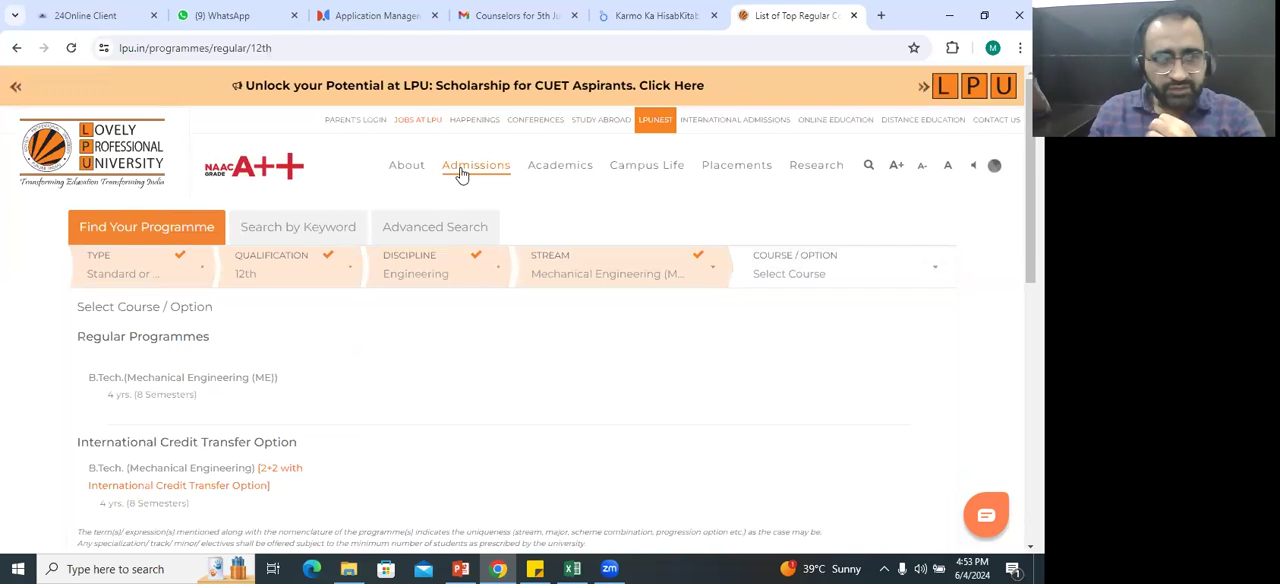 24Online Client
(9) WhatsApp
Application Managem
Counselors for 5th Ju
Karmo Ka HisabKitab
List of Top Regular Co
lpu.in/programmes/regular/12th
M
Unlock your Potential at LPU: Scholarship for CUET Aspirants. Click Here
L P U
PARENT'S LOGIN JOBS AT LPU HAPPENINGS CONFERENCES STUDY ABROAD LPUNEST INTERNATIONAL ADMISSIONS ONLINE EDUCATION DISTANCE EDUCATION CONTACT US
LOVELY
PROFESSIONAL
UNIVERSITY
Transforming Education Transforming India
NAAC
GRADE A++
About Admissions Academics Campus Life Placements Research A+ A- A
Find Your Programme Search by Keyword Advanced Search
TYPE QUALIFICATION DISCIPLINE STREAM COURSE / OPTION
Standard or ... 12th Engineering Mechanical Engineering (M... Select Course
Select Course / Option
Regular Programmes
B.Tech.(Mechanical Engineering (ME))
4 yrs. (8 Semesters)
International Credit Transfer Option
B.Tech. (Mechanical Engineering) [2+2 with
International Credit Transfer Option]
4 yrs. (8 Semesters)
The term(s)/ expression(s) mentioned along with the nomenclature of the programme(s) indicates the uniqueness (stream, major, scheme combination, progression option etc.) as the case may be.
Any specialization/ track/ minor/ electives shall be offered subject to the minimum number of students as prescribed by the university.
Type here to search
39°C Sunny
4:53 PM
6/4/2024
1